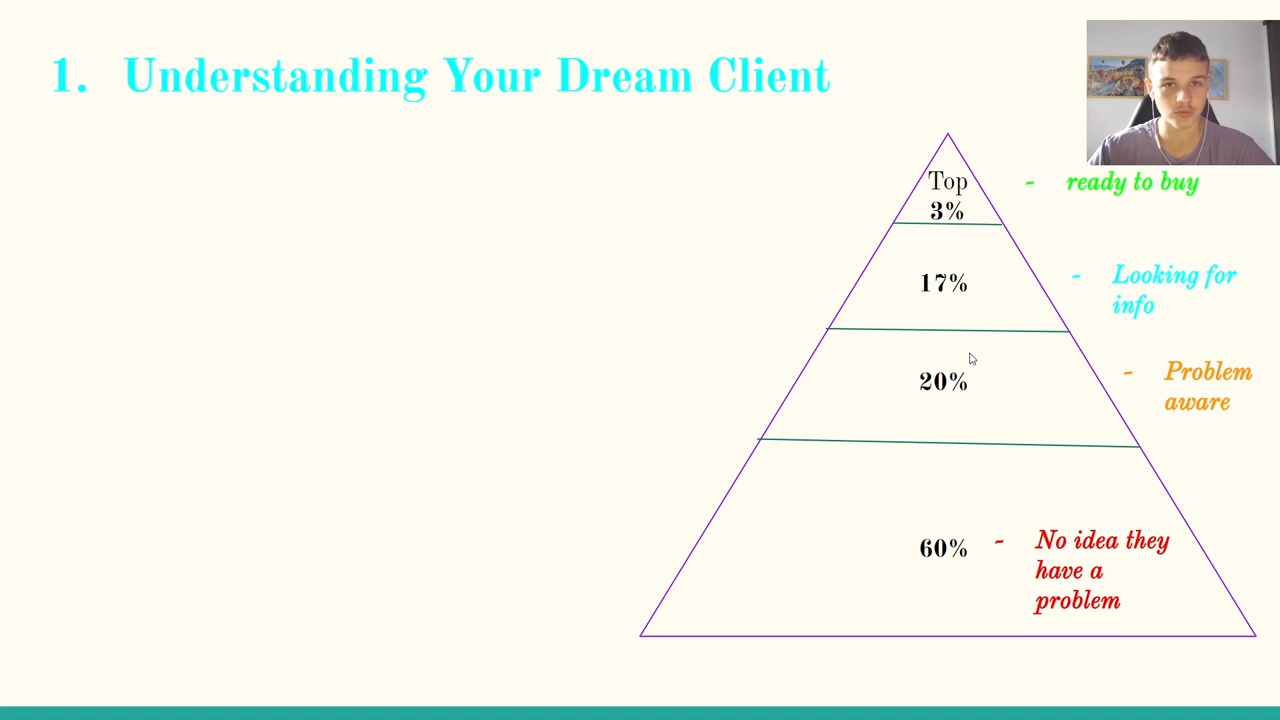 1. Understanding Your Dream Client
Top
3%
- ready to buy
17%
- Looking for
info
20%
- Problem
aware
60%
- No idea they
have a
problem